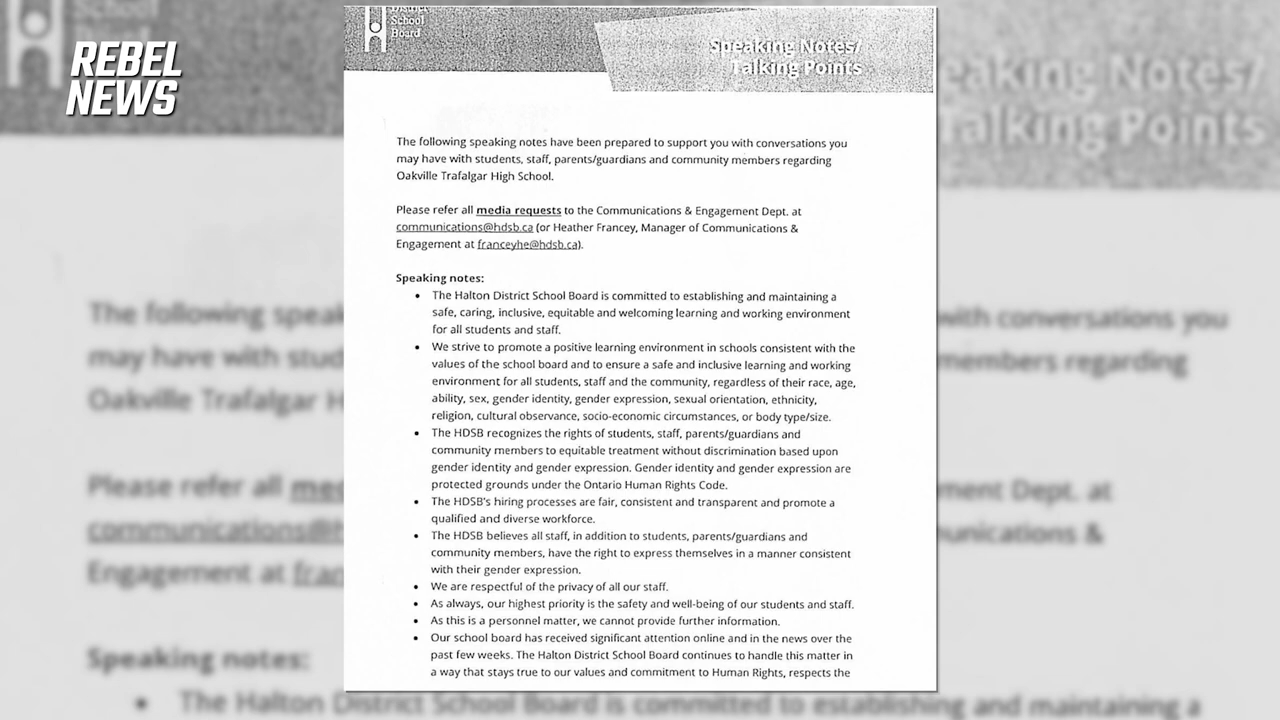 REBEL
NEWS
District
School
Board
Speaking Notes/
Talking Points
The following speaking notes have been prepared to support you with conversations you
may have with students, staff, parents/guardians and community members regarding
Oakville Trafalgar High School.
Please refer all media requests to the Communications & Engagement Dept. at
communications@hdsb.ca (or Heather Francey, Manager of Communications &
Engagement at franceyhe@hdsb.ca).
Speaking notes:
• The Halton District School Board is committed to establishing and maintaining a
safe, caring, inclusive, equitable and welcoming learning and working environment
for all students and staff.
• We strive to promote a positive learning environment in schools consistent with the
values of the school board and to ensure a safe and inclusive learning and working
environment for all students, staff and the community, regardless of their race, age,
ability, sex, gender identity, gender expression, sexual orientation, ethnicity,
religion, cultural observance, socio-economic circumstances, or body type/size.
• The HDSB recognizes the rights of students, staff, parents/guardians and
community members to equitable treatment without discrimination based upon
gender identity and gender expression. Gender identity and gender expression are
protected grounds under the Ontario Human Rights Code.
• The HDSB's hiring processes are fair, consistent and transparent and promote a
qualified and diverse workforce.
• The HDSB believes all staff, in addition to students, parents/guardians and
community members, have the right to express themselves in a manner consistent
with their gender expression.
• We are respectful of the privacy of all our staff.
• As always, our highest priority is the safety and well-being of our students and staff.
• As this is a personnel matter, we cannot provide further information.
• Our school board has received significant attention online and in the news over the
past few weeks. The Halton District School Board continues to handle this matter in
a way that stays true to our values and commitment to Human Rights, respects the